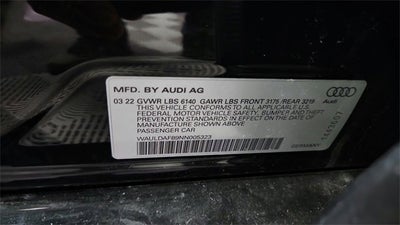 MFD. BY AUDI AG
03 22 GVWR LBS 6140 GAWR LBS FRONT 3175 /REAR 3219
THIS VEHICLE CONFORMS TO ALL APPLICABLE U.S.
FEDERAL MOTOR VEHICLE SAFETY, BUMPER AND THEFT
PREVENTION STANDARDS IN EFFECT ON THE DATE OF
MANUFACTURE SHOWN ABOVE
PASSENGER CAR
WAULDAF89NN005323
GERMANY